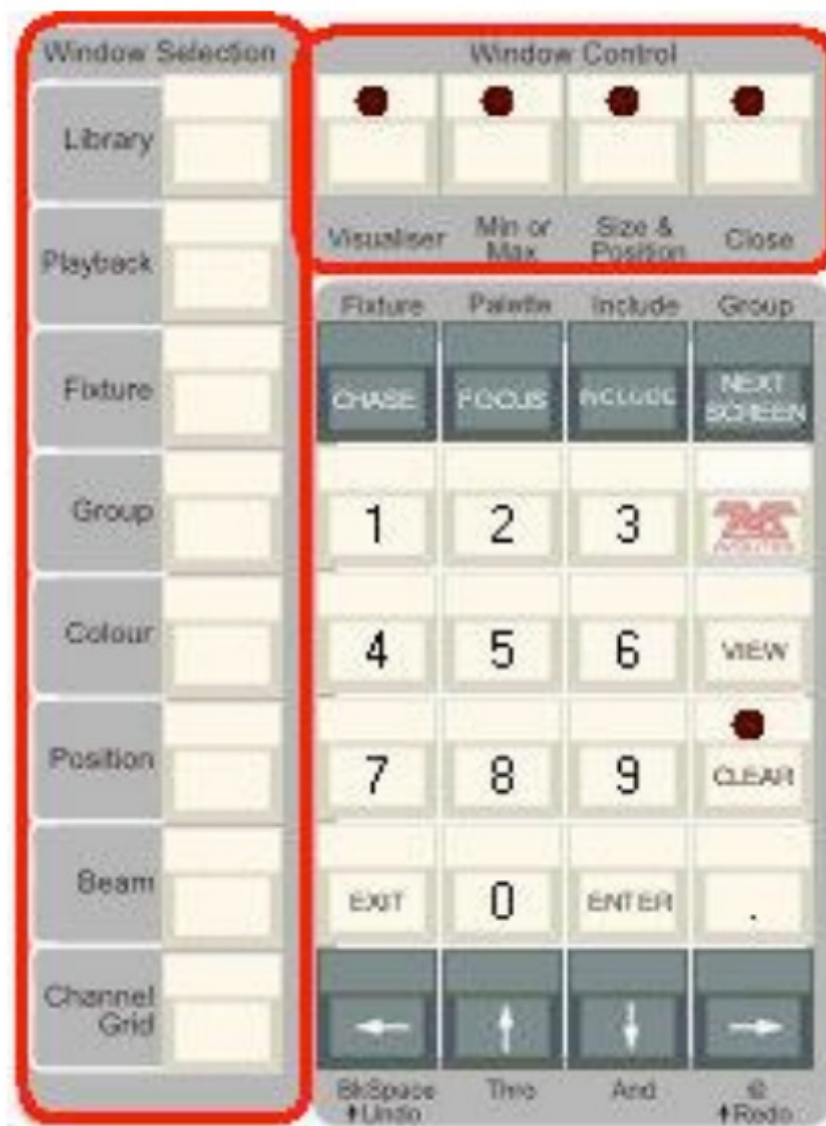 Window Selection
Window Control
Library
Visualiser
Min or
Max
Size &
Position
Close
Playback
Fixture
Group
Colour
Position
Beam
Channel
Grid
Fixture
Palette
Include
Group
CHASE
FOCUS
INCLUDE
NEXT
SCREEN
1
2
3
4
5
6
VIEW
7
8
9
CLEAR
EXIT
0
ENTER
.
BkSpace
Undo
Thro
And
@
Redo